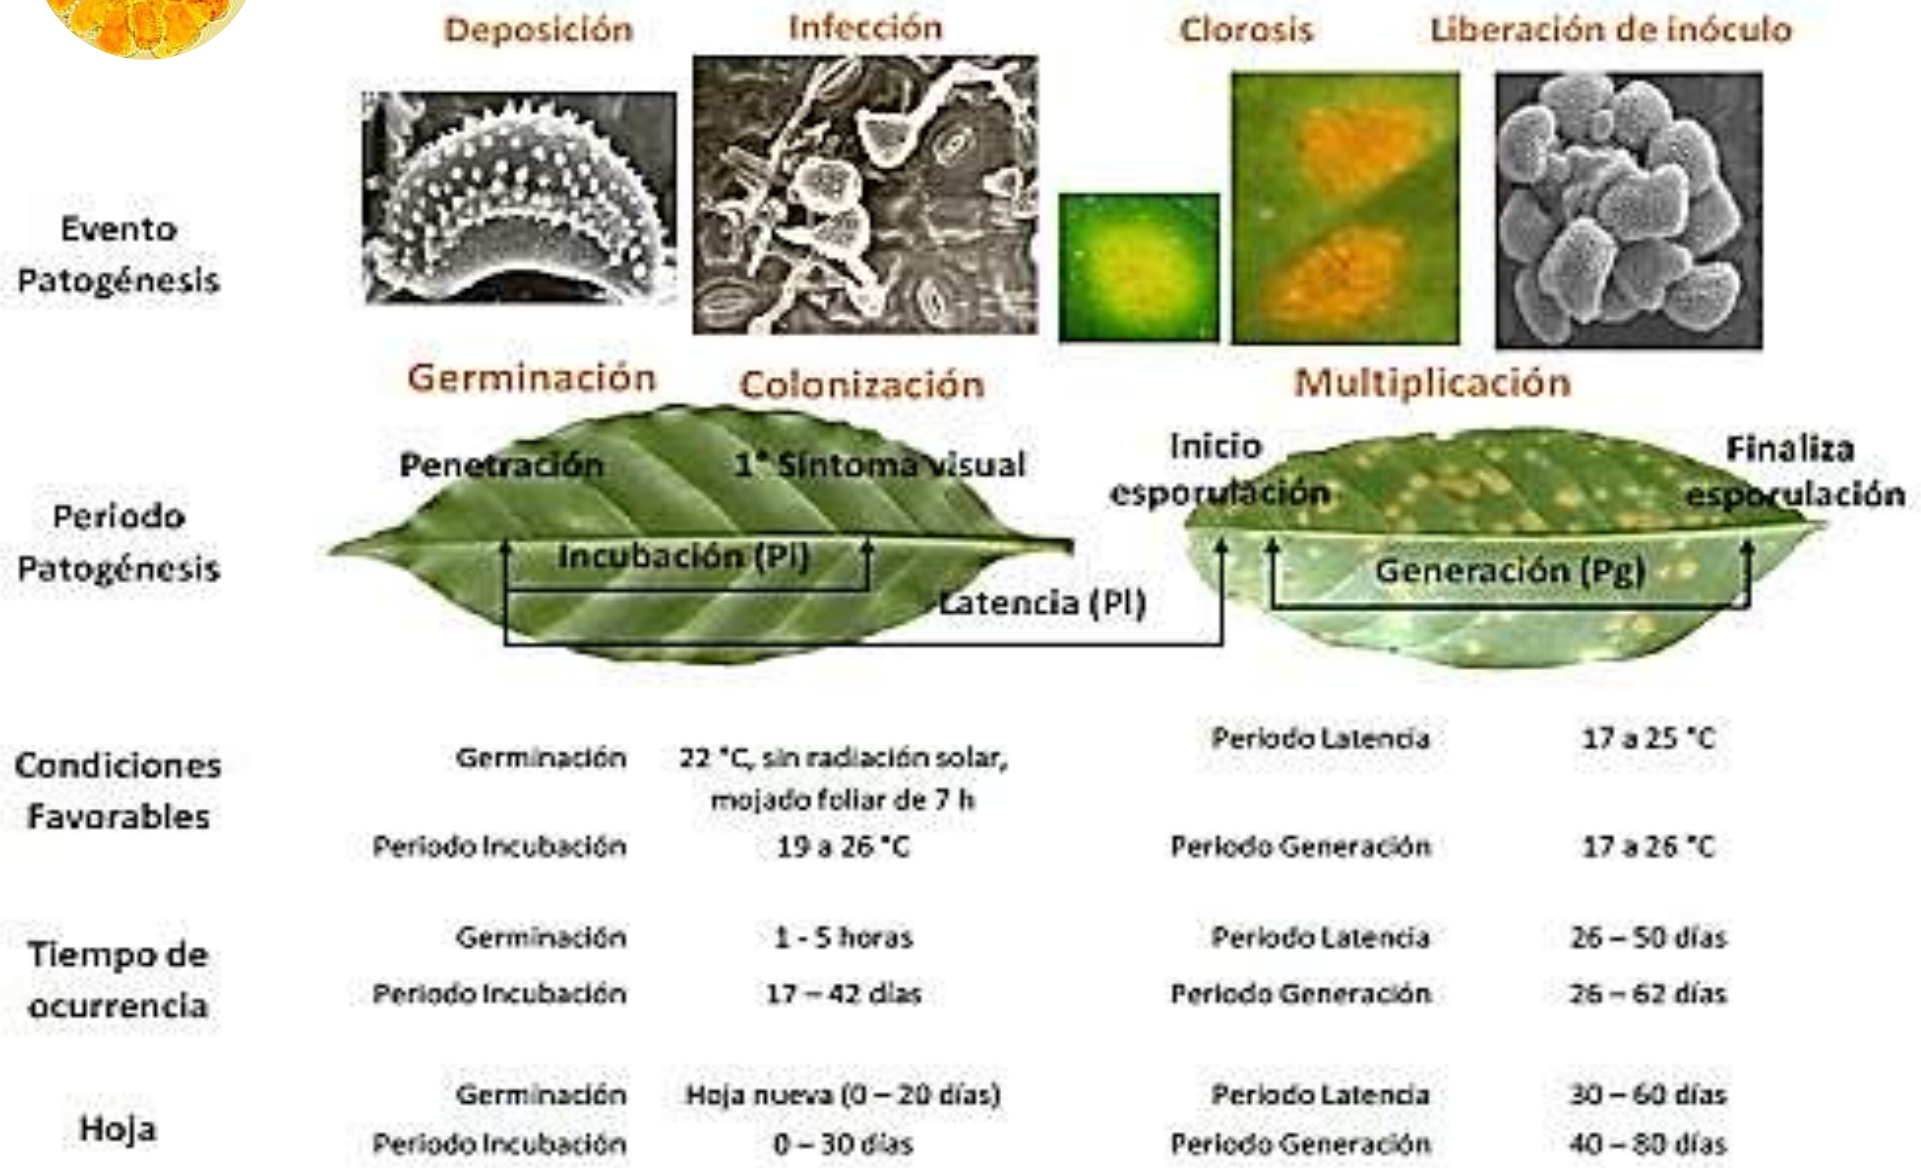 Deposición
Infección
Clorosis
Liberación de inóculo
Evento
Patogénesis
Germinación
Colonización
Multiplicación
Penetración
1° Síntoma visual
Inicio
esporulación
Finaliza
esporulación
Periodo
Patogénesis
Incubación (Pi)
Latencia (Pl)
Generación (Pg)
Condiciones
Favorables
Germinación
22 °C, sin radiación solar,
mojado foliar de 7 h
Periodo Latencia
17 a 25 °C
Periodo Incubación
19 a 26 °C
Periodo Generación
17 a 26 °C
Tiempo de
ocurrencia
Germinación
1 - 5 horas
Periodo Latencia
26 – 50 días
Periodo Incubación
17 – 42 días
Periodo Generación
26 – 62 días
Hoja
Germinación
Hoja nueva (0 – 20 días)
Periodo Latencia
30 – 60 días
Periodo Incubación
0 – 30 días
Periodo Generación
40 – 80 días